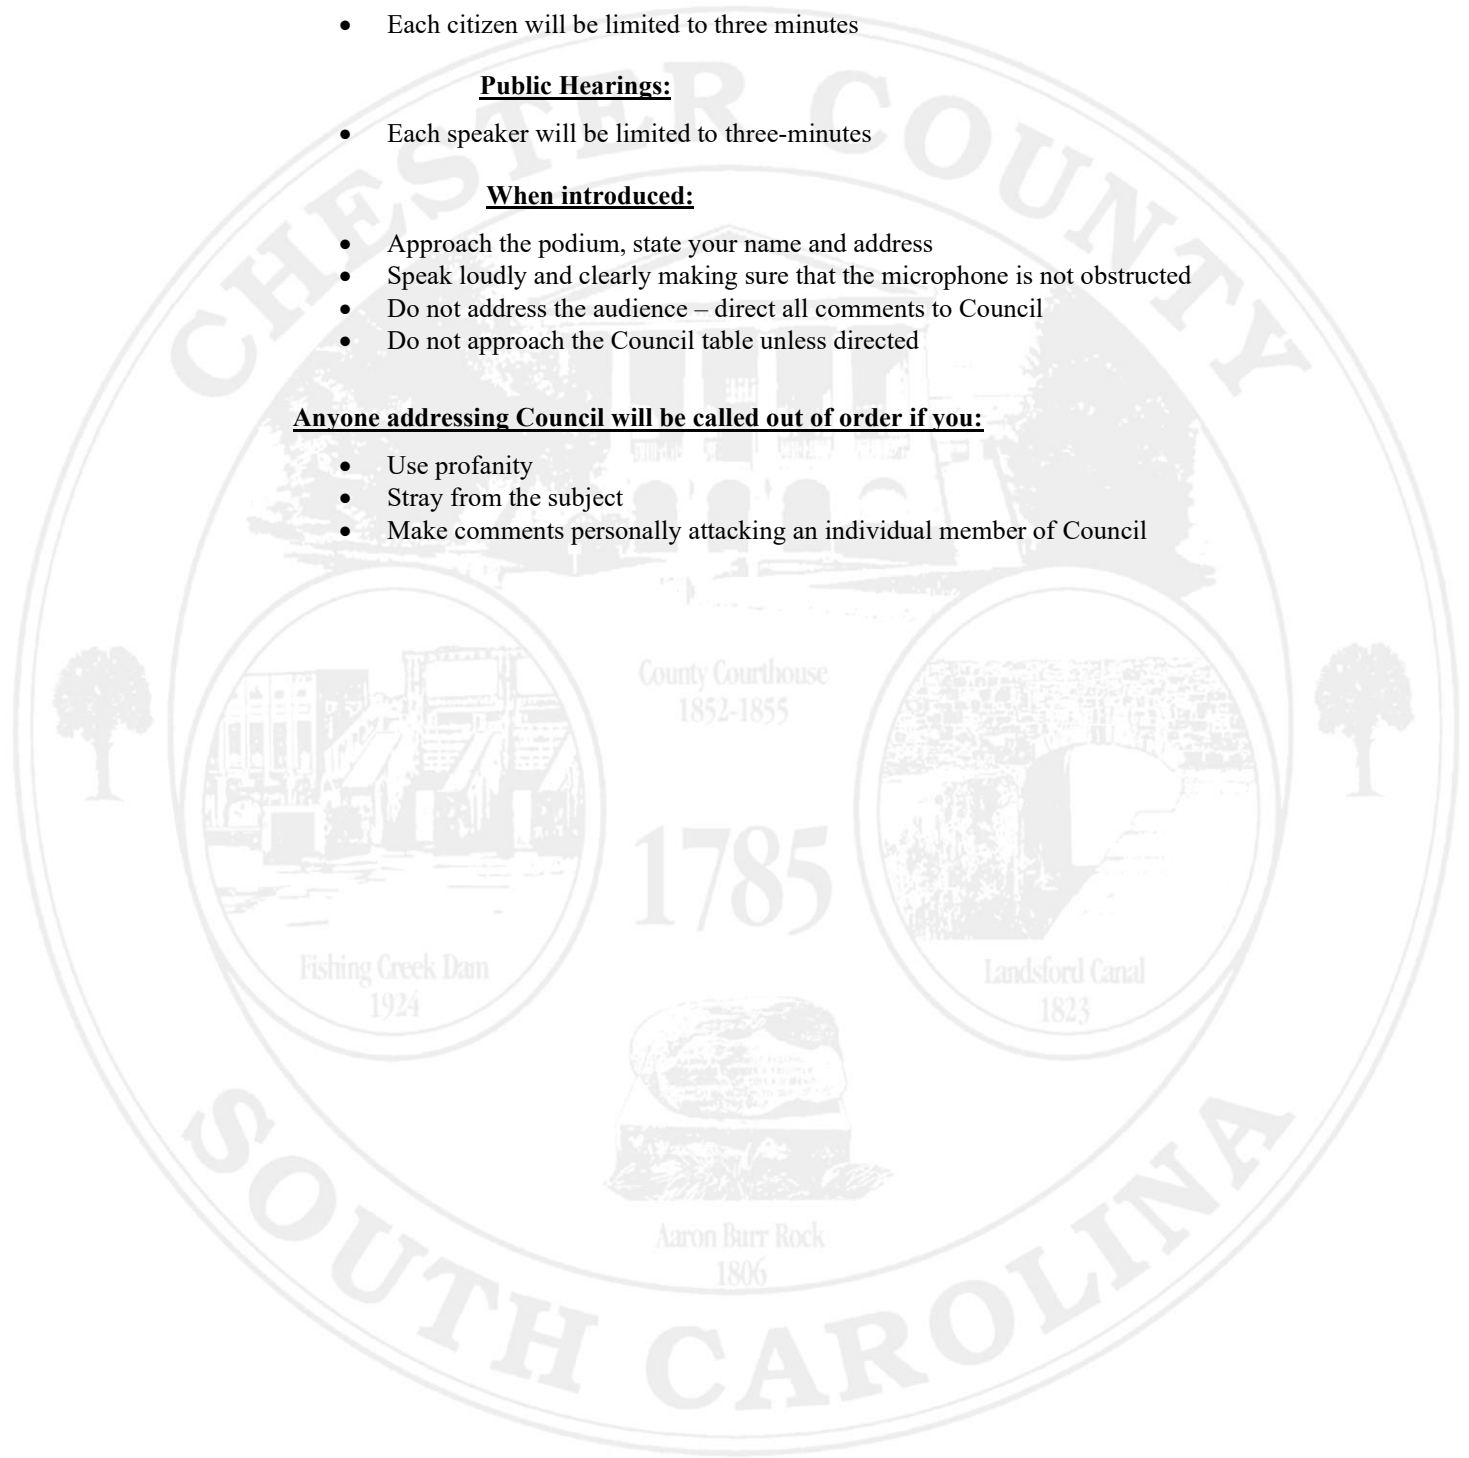 • Each citizen will be limited to three minutes
Public Hearings:
• Each speaker will be limited to three-minutes
When introduced:
• Approach the podium, state your name and address
• Speak loudly and clearly making sure that the microphone is not obstructed
• Do not address the audience – direct all comments to Council
• Do not approach the Council table unless directed
Anyone addressing Council will be called out of order if you:
• Use profanity
• Stray from the subject
• Make comments personally attacking an individual member of Council
CHESTER COUNTY
County Courthouse
1852-1855
1785
Fishing Creek Dam
1924
Landsford Canal
1823
Aaron Burr Rock
1806
SOUTH CAROLINA